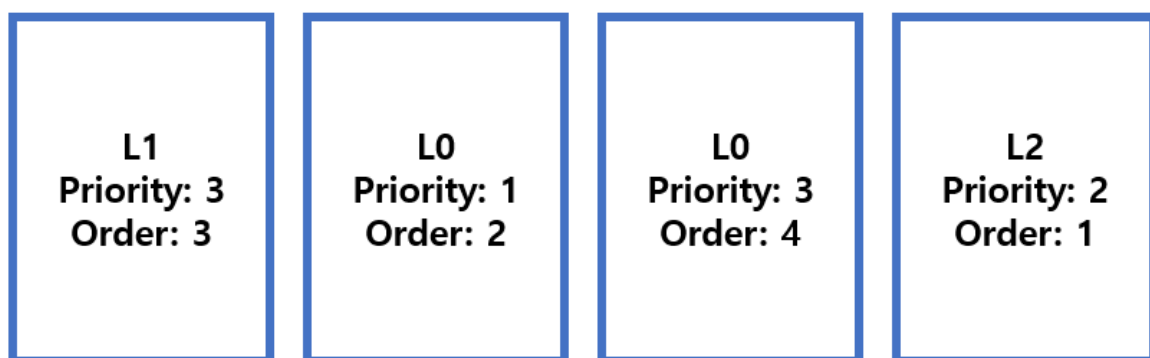 L1
Priority: 3
Order: 3
L0
Priority: 1
Order: 2
L0
Priority: 3
Order: 4
L2
Priority: 2
Order: 1